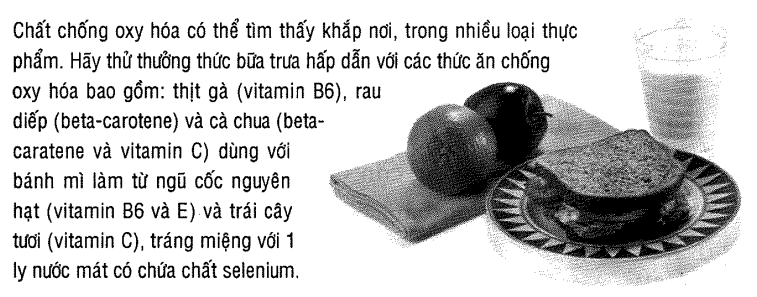 Chất chống oxy hóa có thể tìm thấy khắp nơi, trong nhiều loại thực
phẩm. Hãy thử thưởng thức bữa trưa hấp dẫn với các thức ăn chống
oxy hóa bao gồm: thịt gà (vitamin B6), rau
diếp (beta-carotene) và cà chua (beta-
caratene và vitamin C) dùng với
bánh mì làm từ ngũ cốc nguyên
hạt (vitamin B6 và E) và trái cây
tươi (vitamin C), tráng miệng với 1
ly nước mát có chứa chất selenium.